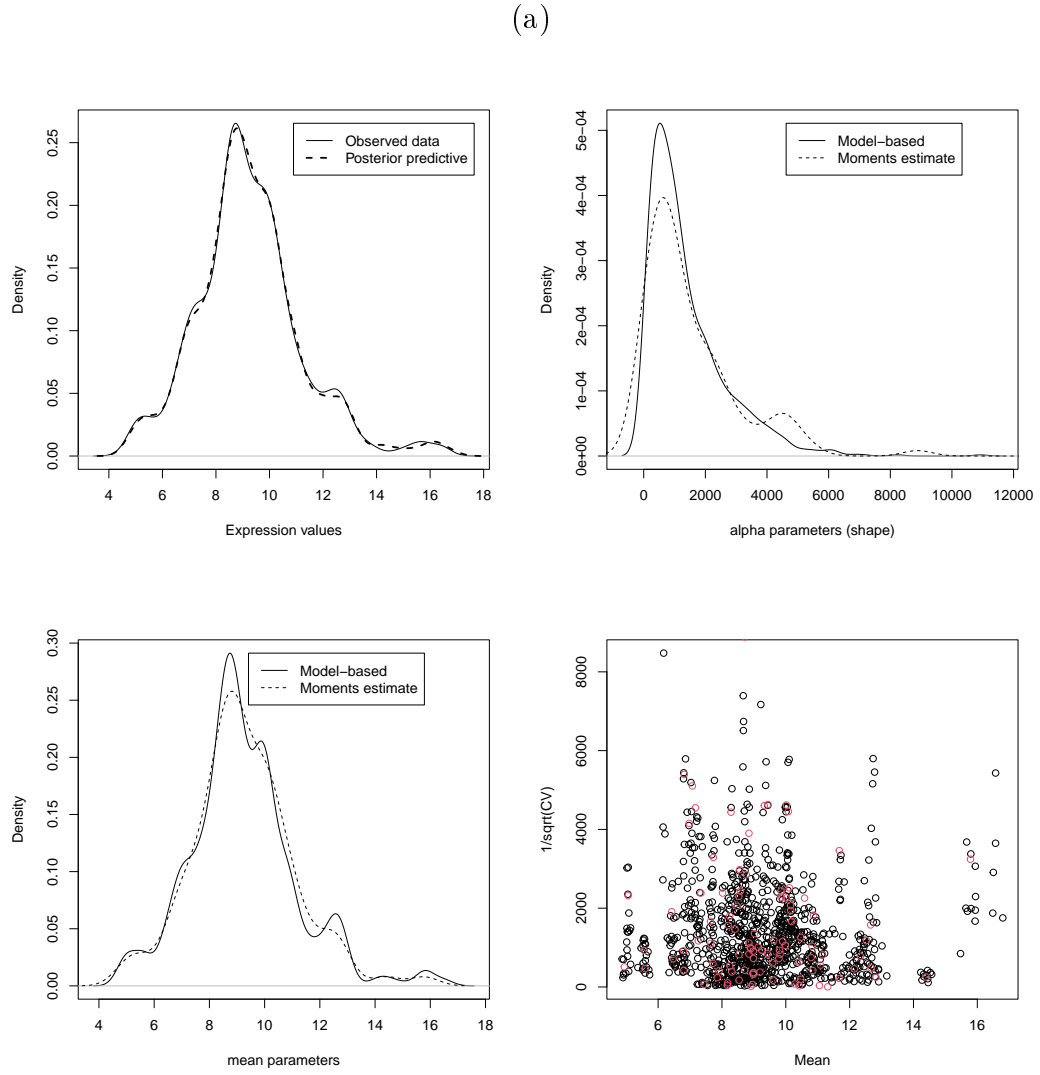 (a)
Observed data
Posterior predictive
0.00 0.05 0.10 0.15 0.20 0.25
Density
4 6 8 10 12 14 16 18
Expression values
Model−based
Moments estimate
0e+00 1e−04 2e−04 3e−04 4e−04 5e−04
Density
0 2000 4000 6000 8000 10000 12000
alpha parameters (shape)
Model−based
Moments estimate
0.00 0.05 0.10 0.15 0.20 0.25 0.30
Density
4 6 8 10 12 14 16 18
mean parameters
0 2000 4000 6000 8000
1/sqrt(CV)
6 8 10 12 14 16
Mean